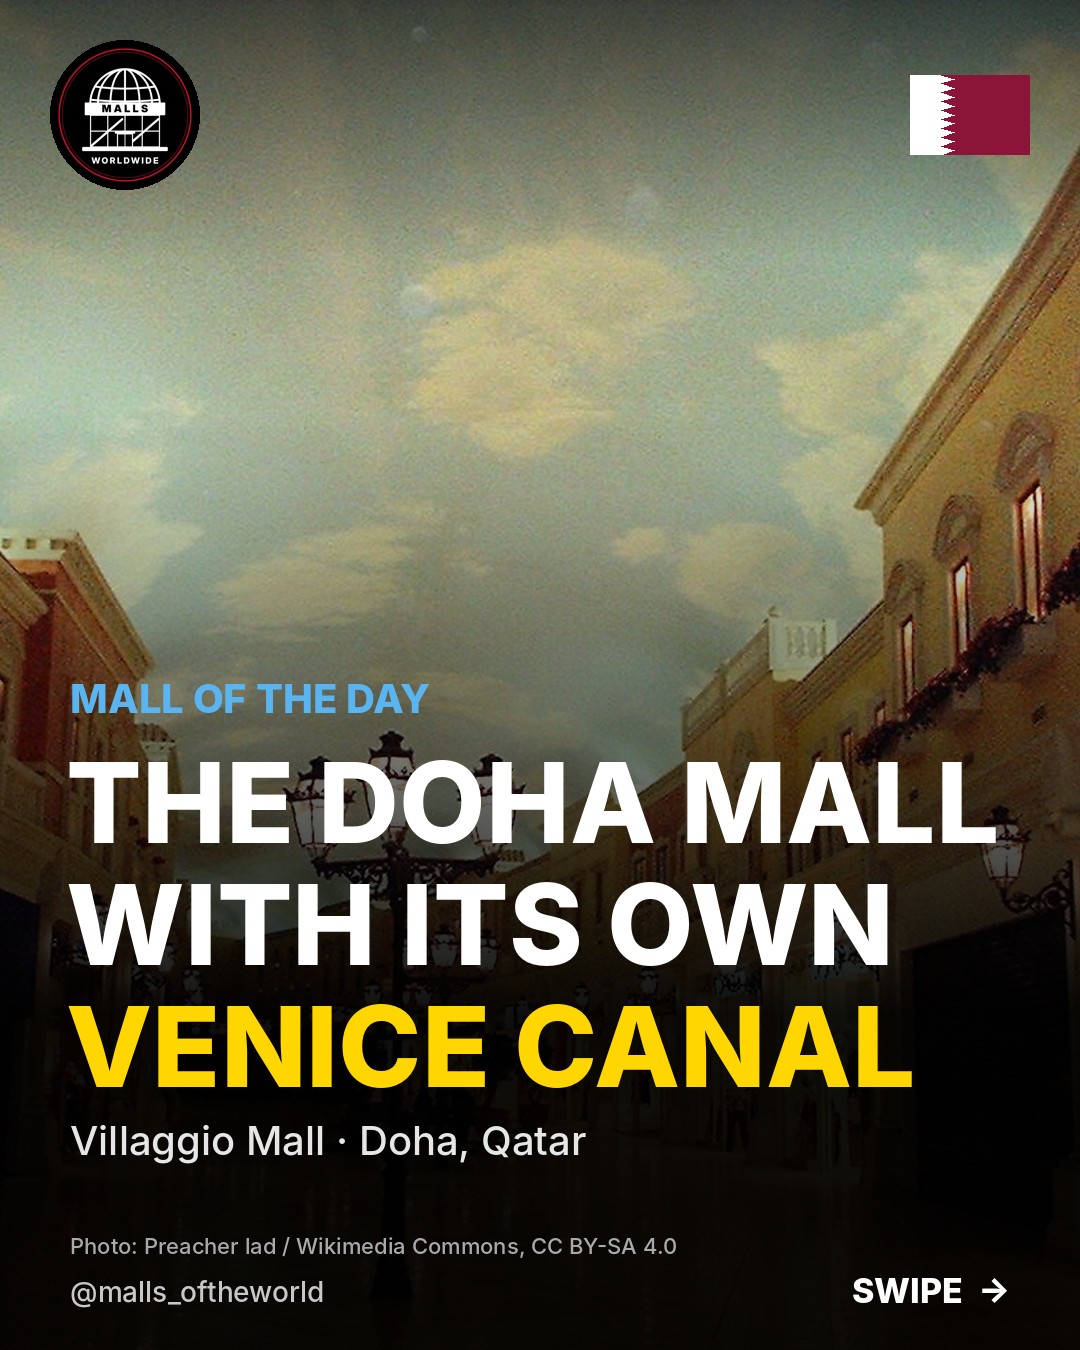 MALLS
WORLDWIDE
MALL OF THE DAY
THE DOHA MALL
WITH ITS OWN
VENICE CANAL
Villaggio Mall · Doha, Qatar
Photo: Preacher lad / Wikimedia Commons, CC BY-SA 4.0
@malls_oftheworld
SWIPE →